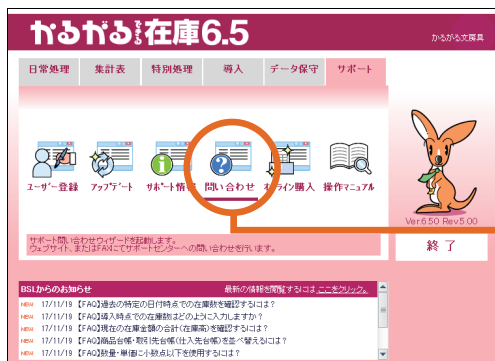 かるがるできる在庫6.5
かるがる文房具
日常処理 集計表 特別処理 導入 データ保守 サポート
ユーザー登録 アップデート サポート情報 問い合わせ オンライン購入 操作マニュアル
Ver.6.50 Rev.5.00
サポート問い合わせウィザードを起動します。
ウェブサイト、またはFAXにてサポートセンターへの問い合わせを行います。
終了
BSLからのお知らせ 最新の情報を閲覧するには、ここをクリック。
NEW 17/11/19 【FAQ】過去の特定の日付時点での在庫数を確認するには？
NEW 17/11/19 【FAQ】導入時点での在庫数はどのように入力しますか？
NEW 17/11/19 【FAQ】現在の在庫金額の合計(在庫高)を確認するには？
NEW 17/11/19 【FAQ】商品台帳・取引先台帳(仕入先台帳)を並べ替えるには？
NEW 17/11/19 【FAQ】数量・単価に小数点以下を使用するには？